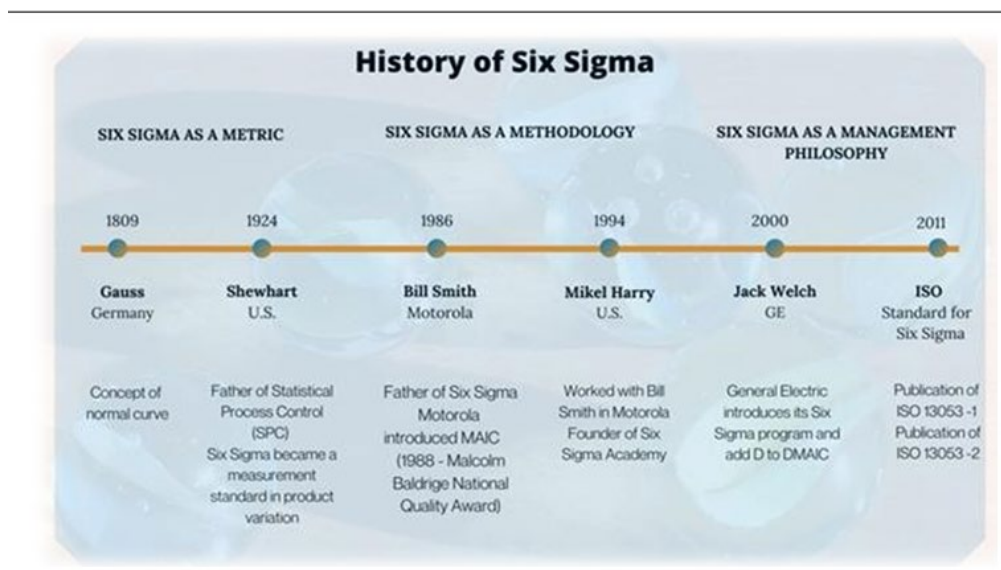 History of Six Sigma
SIX SIGMA AS A METRIC
SIX SIGMA AS A METHODOLOGY
SIX SIGMA AS A MANAGEMENT
PHILOSOPHY
1809
1924
1986
1994
2000
2011
Gauss
Germany
Shewhart
U.S.
Bill Smith
Motorola
Mikel Harry
U.S.
Jack Welch
GE
ISO
Standard for
Six Sigma
Concept of
normal curve
Father of Statistical
Process Control
(SPC)
Six Sigma became a
measurement
standard in product
variation
Father of Six Sigma
Motorola
introduced MAIC
(1988 - Malcolm
Baldrige National
Quality Award)
Worked with Bill
Smith in Motorola
Founder of Six
Sigma Academy
General Electric
introduces its Six
Sigma program and
add D to DMAIC
Publication of
ISO 13053 -1
Publication of
ISO 13053 -2